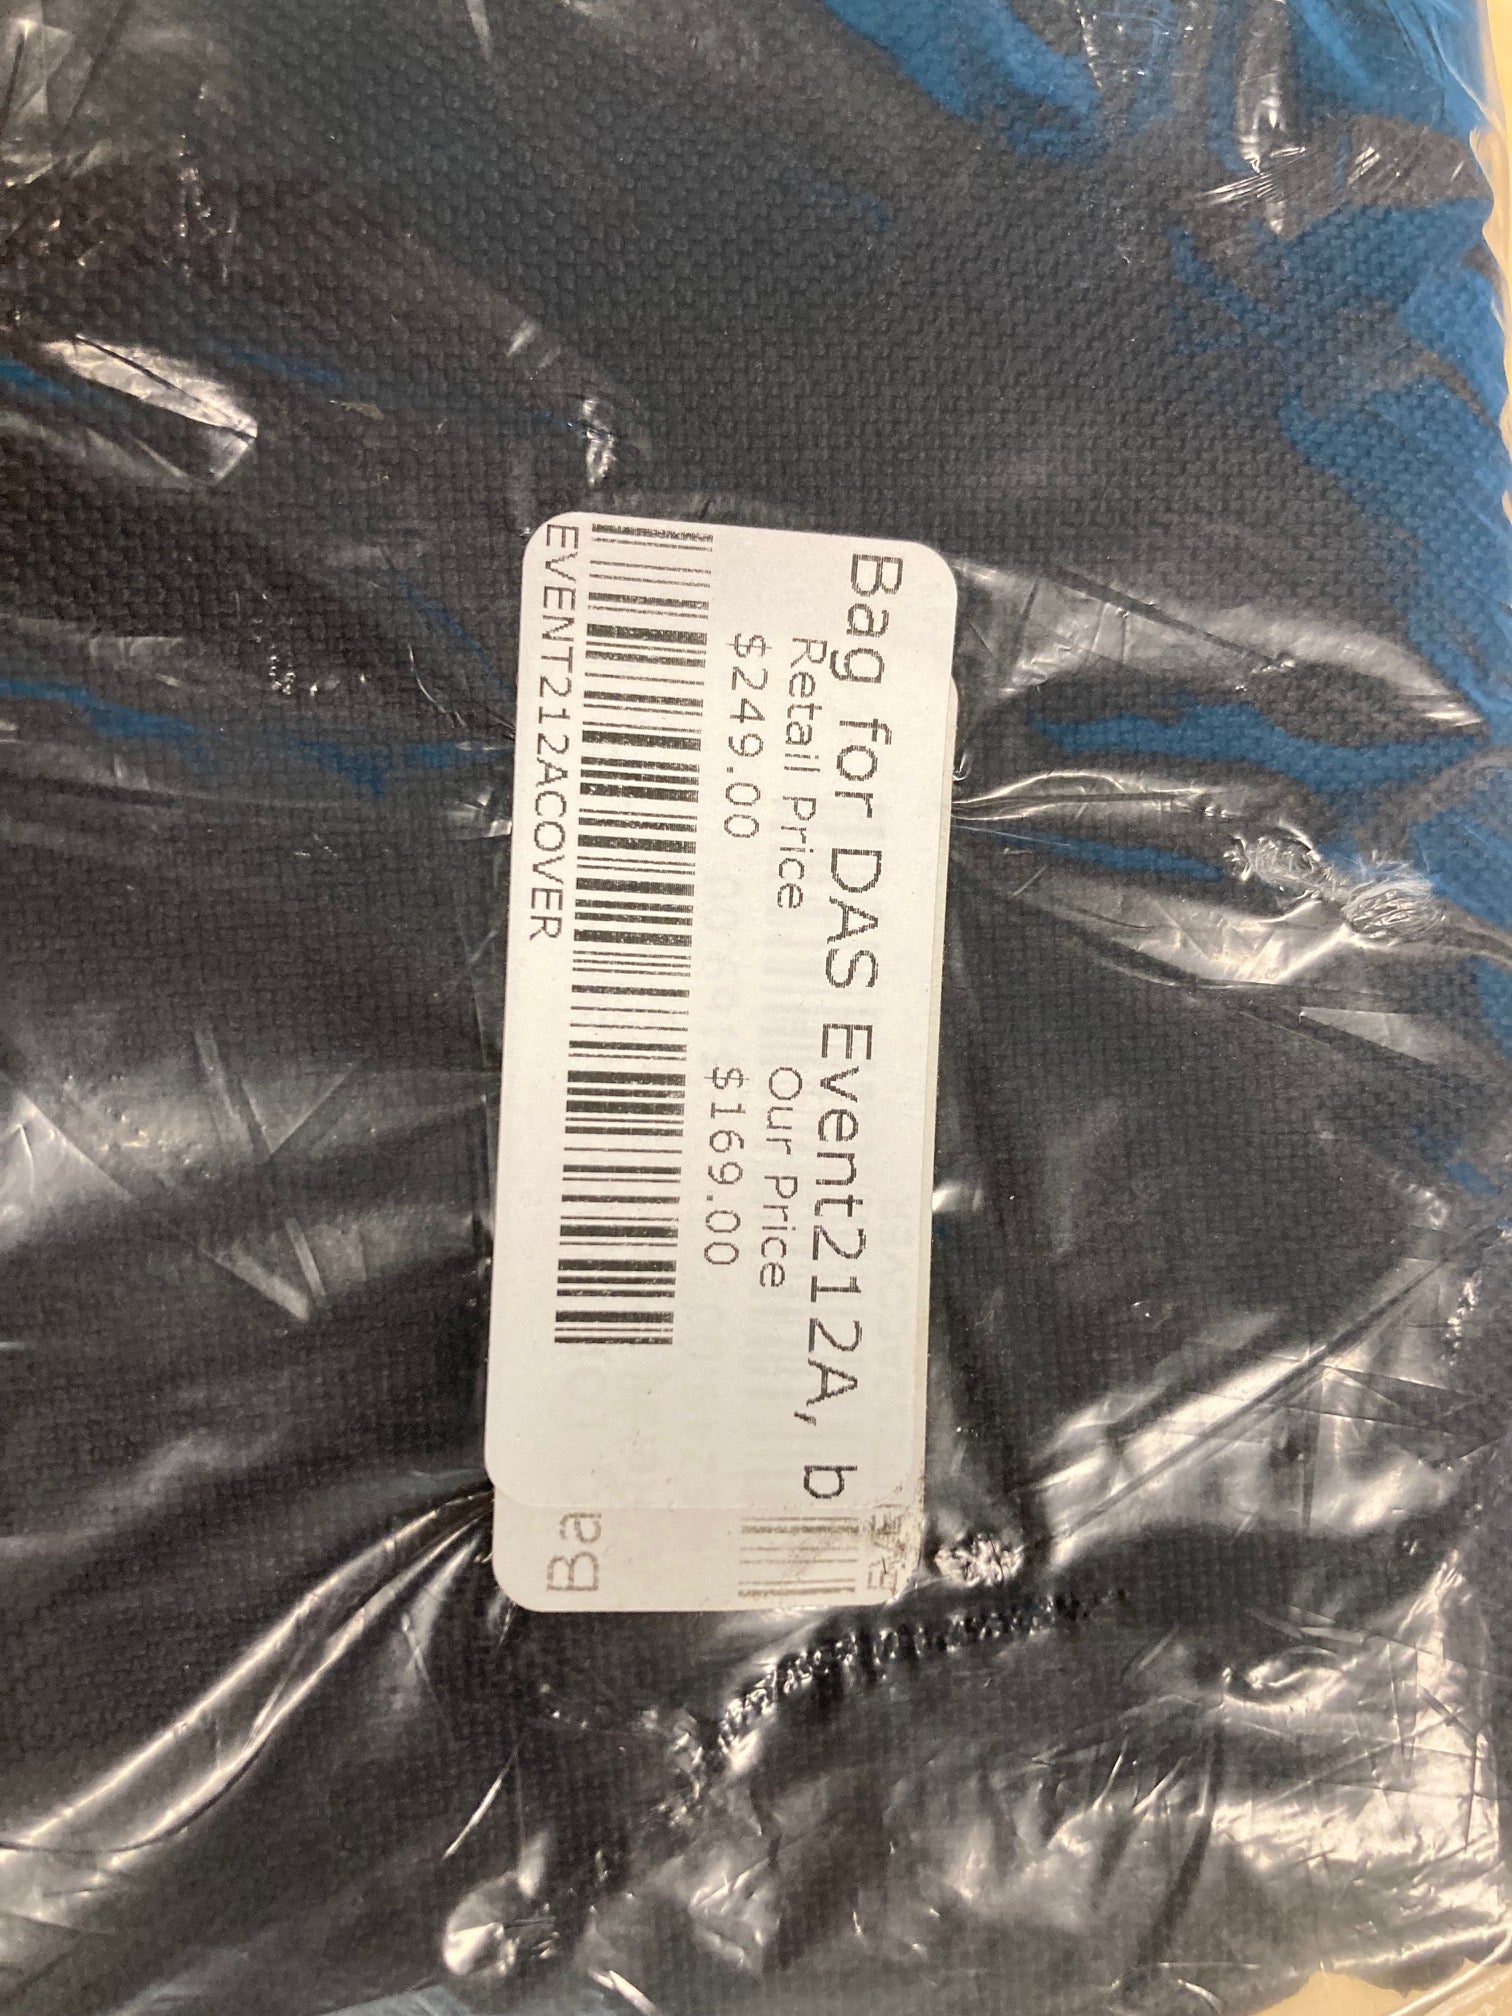 Bag for DAS Event212A, b
Retail Price Our Price
$249.00 $169.00
EVENT212ACOVER
Ba